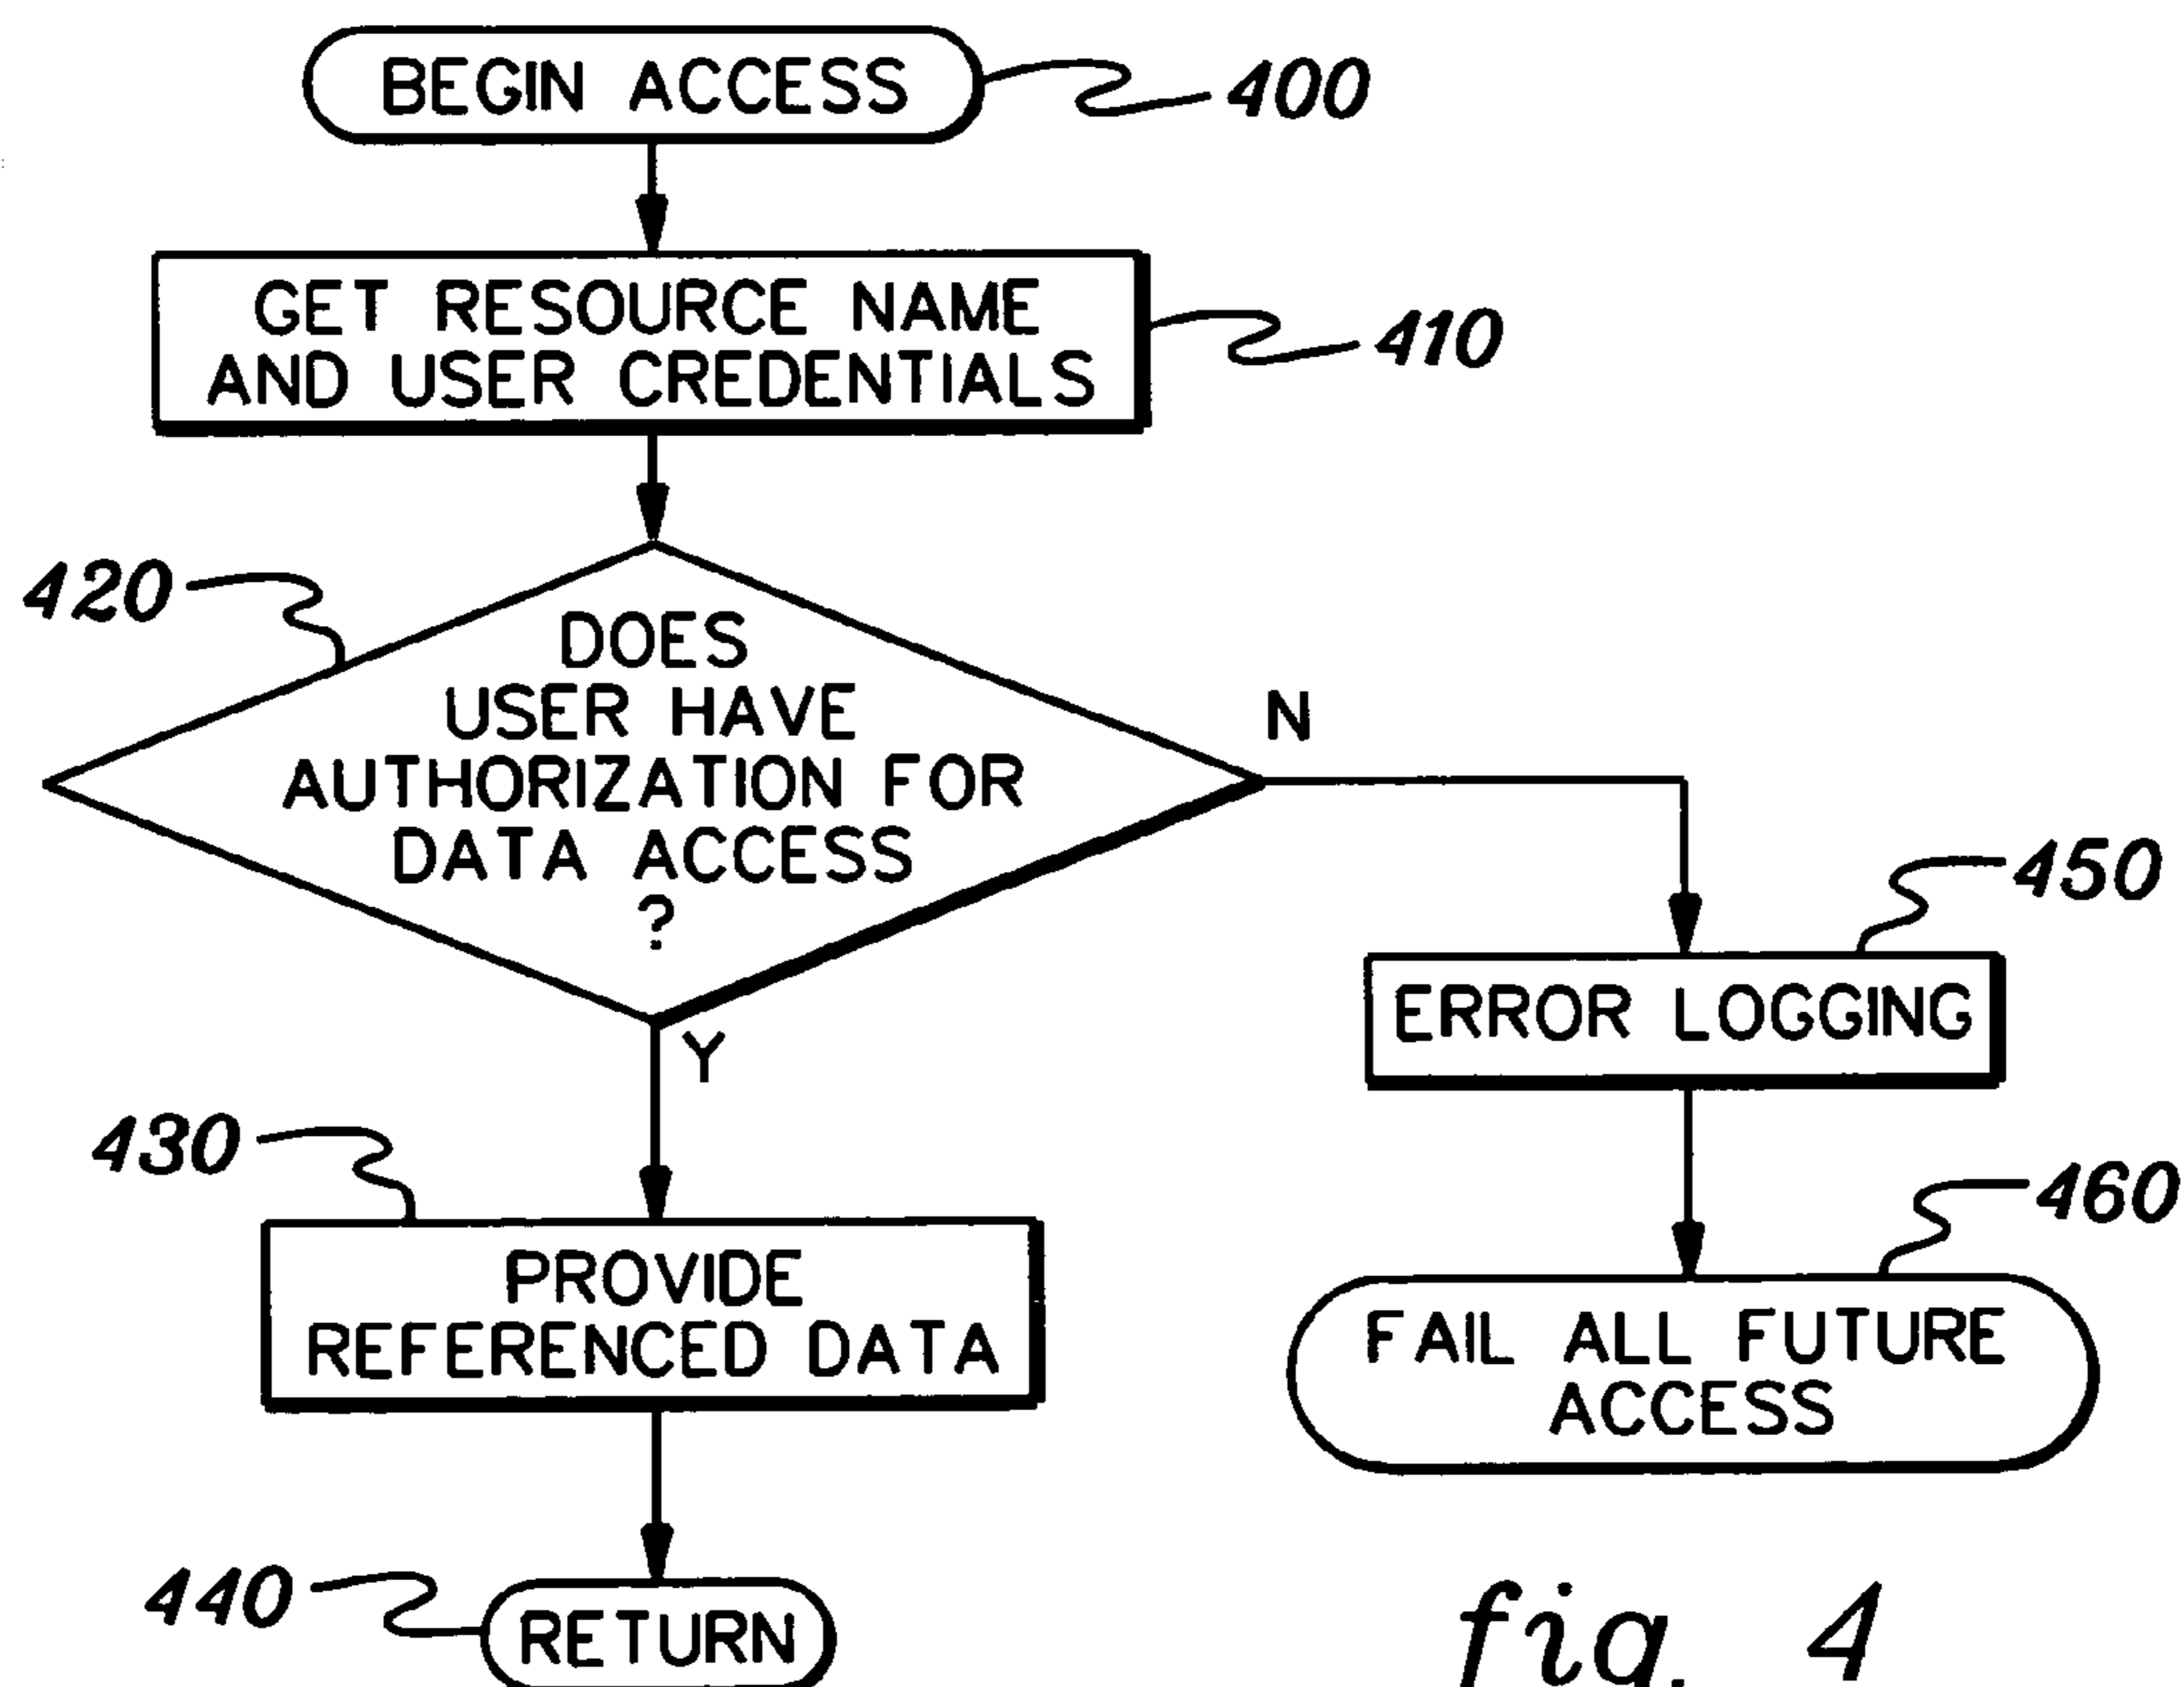 BEGIN ACCESS
400
GET RESOURCE NAME
AND USER CREDENTIALS
410
420
DOES
USER HAVE
AUTHORIZATION FOR
DATA ACCESS
?
N
Y
450
ERROR LOGGING
430
PROVIDE
REFERENCED DATA
460
FAIL ALL FUTURE
ACCESS
440
RETURN
fig. 4